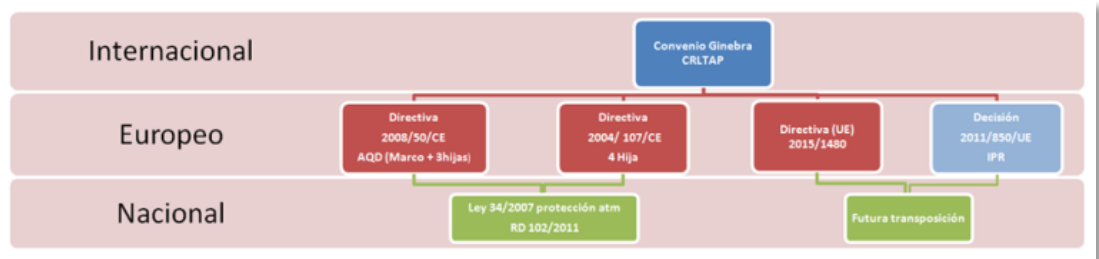 Internacional
Convenio Ginebra
CRLTAP
Europeo
Directiva
2008/50/CE
AQD (Marco + 3hijas)
Directiva
2004/ 107/CE
4 Hija
Directiva (UE)
2015/1480
Decisión
2011/850/UE
IPR
Nacional
Ley 34/2007 protección atm
RD 102/2011
Futura transposición